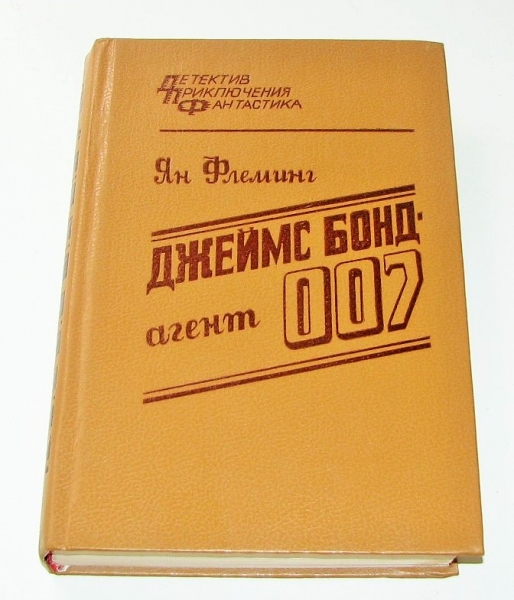 Детектив
Приключения
Фантастика
Ян Флеминг
ДЖЕЙМС БОНД-
агент 007